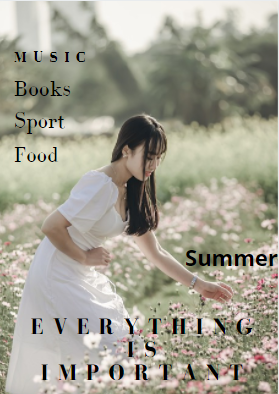 MUSIC
Books
Sport
Food
Summer
EVERYTHING
IS
IMPORTANT